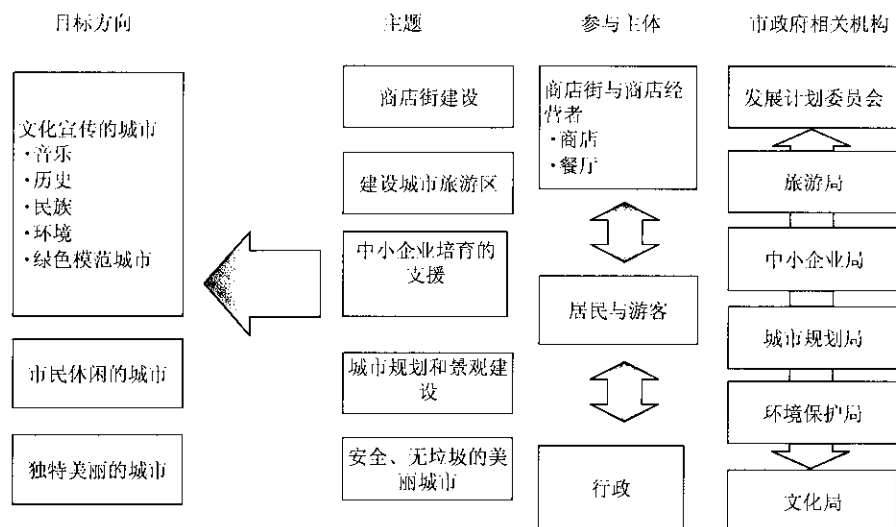 目标方向
主题
参与主体
市政府相关机构
文化宣传的城市
·音乐
·历史
·民族
·环境
·绿色模范城市
市民休闲的城市
独特美丽的城市
商店街建设
建设城市旅游区
中小企业培育的
支援
城市规划和景观建
设
安全、无垃圾的美
丽城市
商店街与商店经
营者
·商店
·餐厅
居民与游客
行政
发展计划委员会
旅游局
中小企业局
城市规划局
环境保护局
文化局